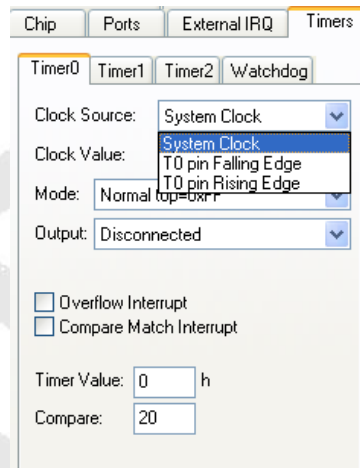 Chip Ports External IRQ Timers
Timer0 Timer1 Timer2 Watchdog
Clock Source: System Clock
System Clock
Clock Value: T0 pin Falling Edge
T0 pin Rising Edge
Mode: Normal top=0xFF
Output: Disconnected
Overflow Interrupt
Compare Match Interrupt
Timer Value: 0 h
Compare: 20